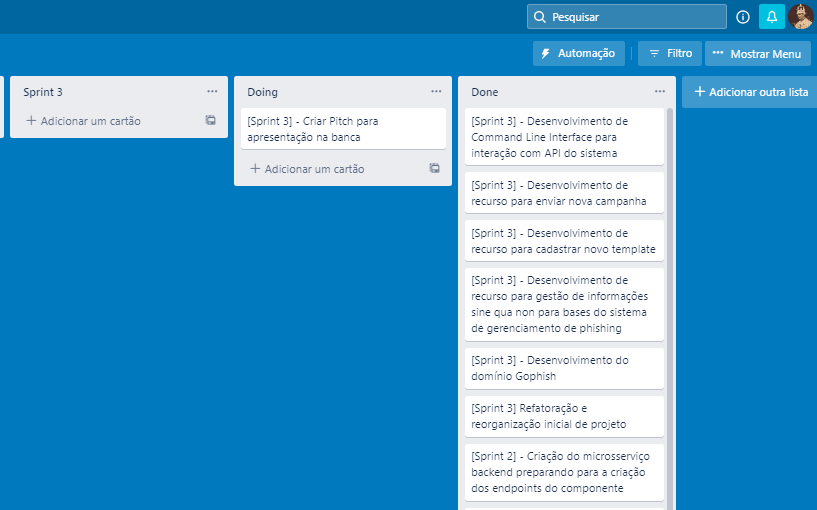 Pesquisar
Automação
Filtro
Mostrar Menu
Sprint 3
Adicionar um cartão
Doing
[Sprint 3] - Criar Pitch para
apresentação na banca
Adicionar um cartão
Done
[Sprint 3] - Desenvolvimento de
Command Line Interface para
interação com API do sistema
[Sprint 3] - Desenvolvimento de
recurso para enviar nova campanha
[Sprint 3] - Desenvolvimento de
recurso para cadastrar novo template
[Sprint 3] - Desenvolvimento de
recurso para gestão de informações
sine qua non para bases do sistema
de gerenciamento de phishing
[Sprint 3] - Desenvolvimento do
domínio Gophish
[Sprint 3] Refatoração e
reorganização inicial de projeto
[Sprint 2] - Criação do microsserviço
backend preparando para a criação
dos endpoints do componente
Adicionar outra lista